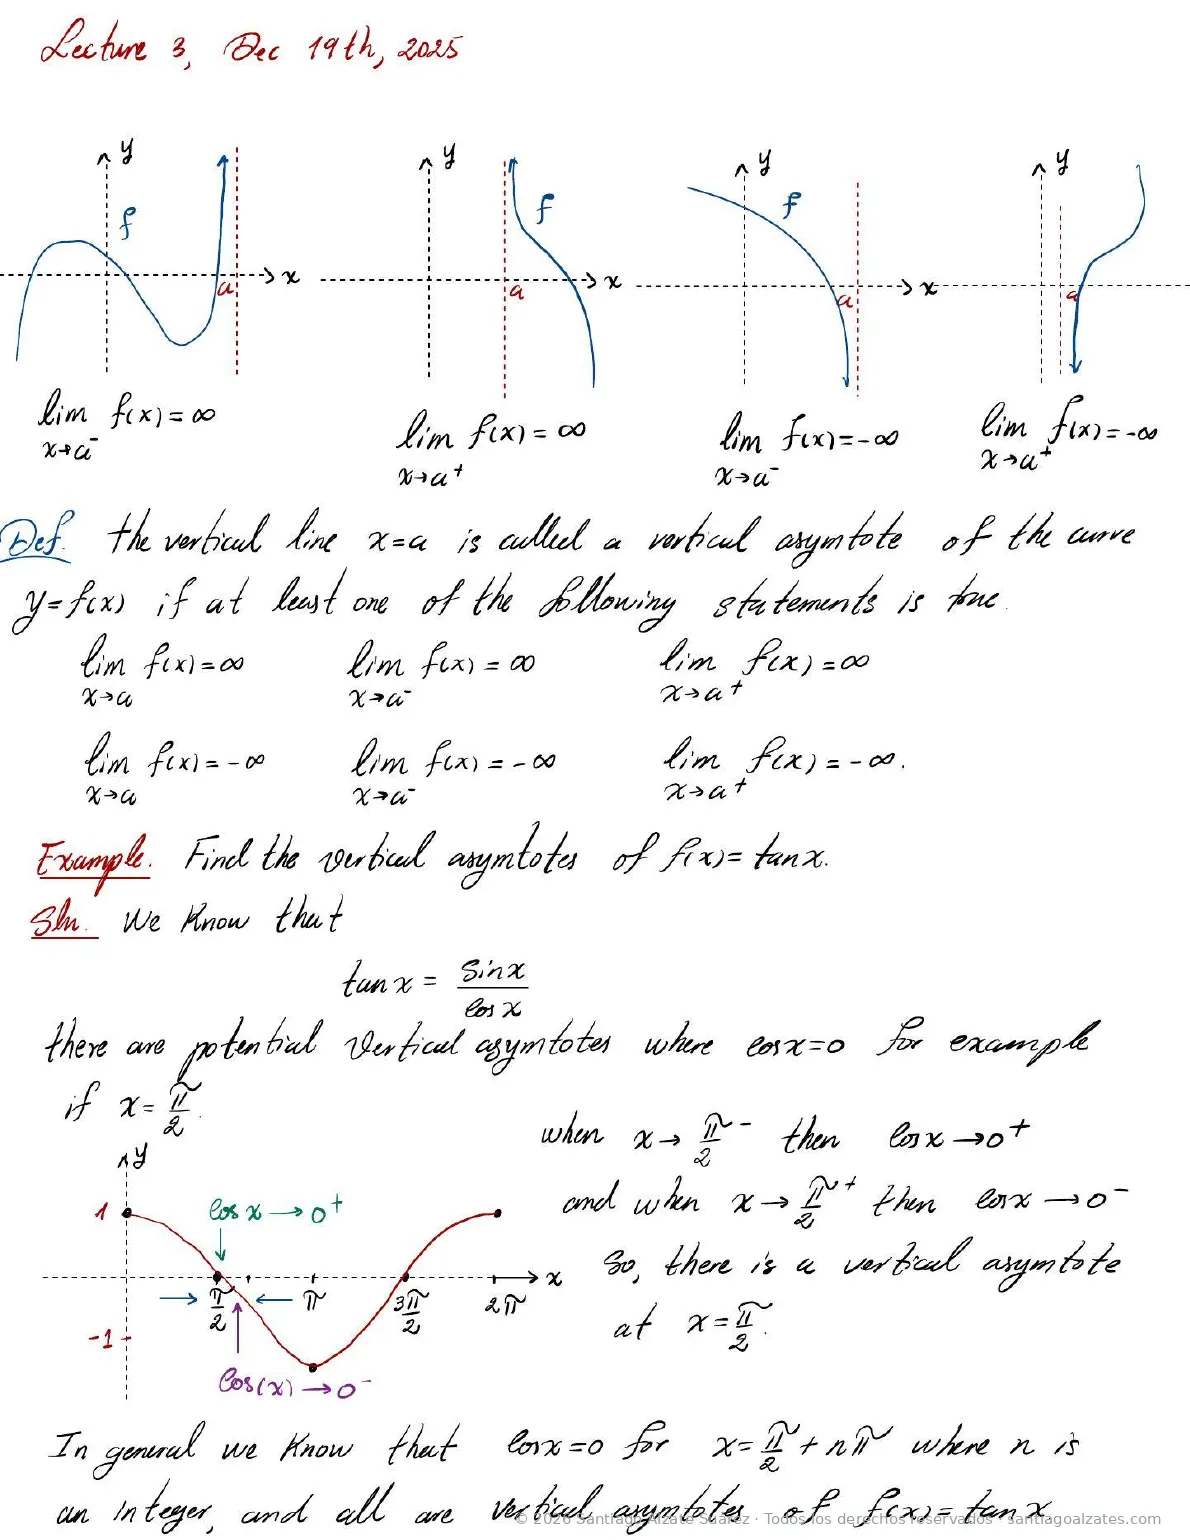 Lecture 3, Dec 19th, 2025
y y y y
f f f
a x a x a x a
lim f(x) = ∞ lim f(x) = ∞ lim f(x) = -∞ lim f(x) = -∞
x→a⁻ x→a⁺ x→a⁻ x→a⁺
Def. the vertical line x=a is called a vertical asymtote of the curve
y=f(x) if at least one of the following statements is true.
lim f(x) = ∞ lim f(x) = ∞ lim f(x) = ∞
x→a x→a⁻ x→a⁺
lim f(x) = -∞ lim f(x) = -∞ lim f(x) = -∞.
x→a x→a⁻ x→a⁺
Example. Find the vertical asymtotes of f(x) = tan x.
Sln. We Know that
tan x = sin x / cos x
there are potential vertical asymtotes where cos x = 0 for example
if x = π/2.
when x → π/2⁻ then cos x → 0⁺
and when x → π/2⁺ then cos x → 0⁻
So, there is a vertical asymtote
at x = π/2.
y
1 cos x → 0⁺
π/2 π 3π/2 2π x
-1
cos(x) → 0⁻
In general we Know that cos x = 0 for x = π/2 + nπ where n is
an integer, and all are vertical asymtotes of f(x) = tan x
© 2026 Santiago Alzate Suárez · Todos los derechos reservados · santiagoalzates.com